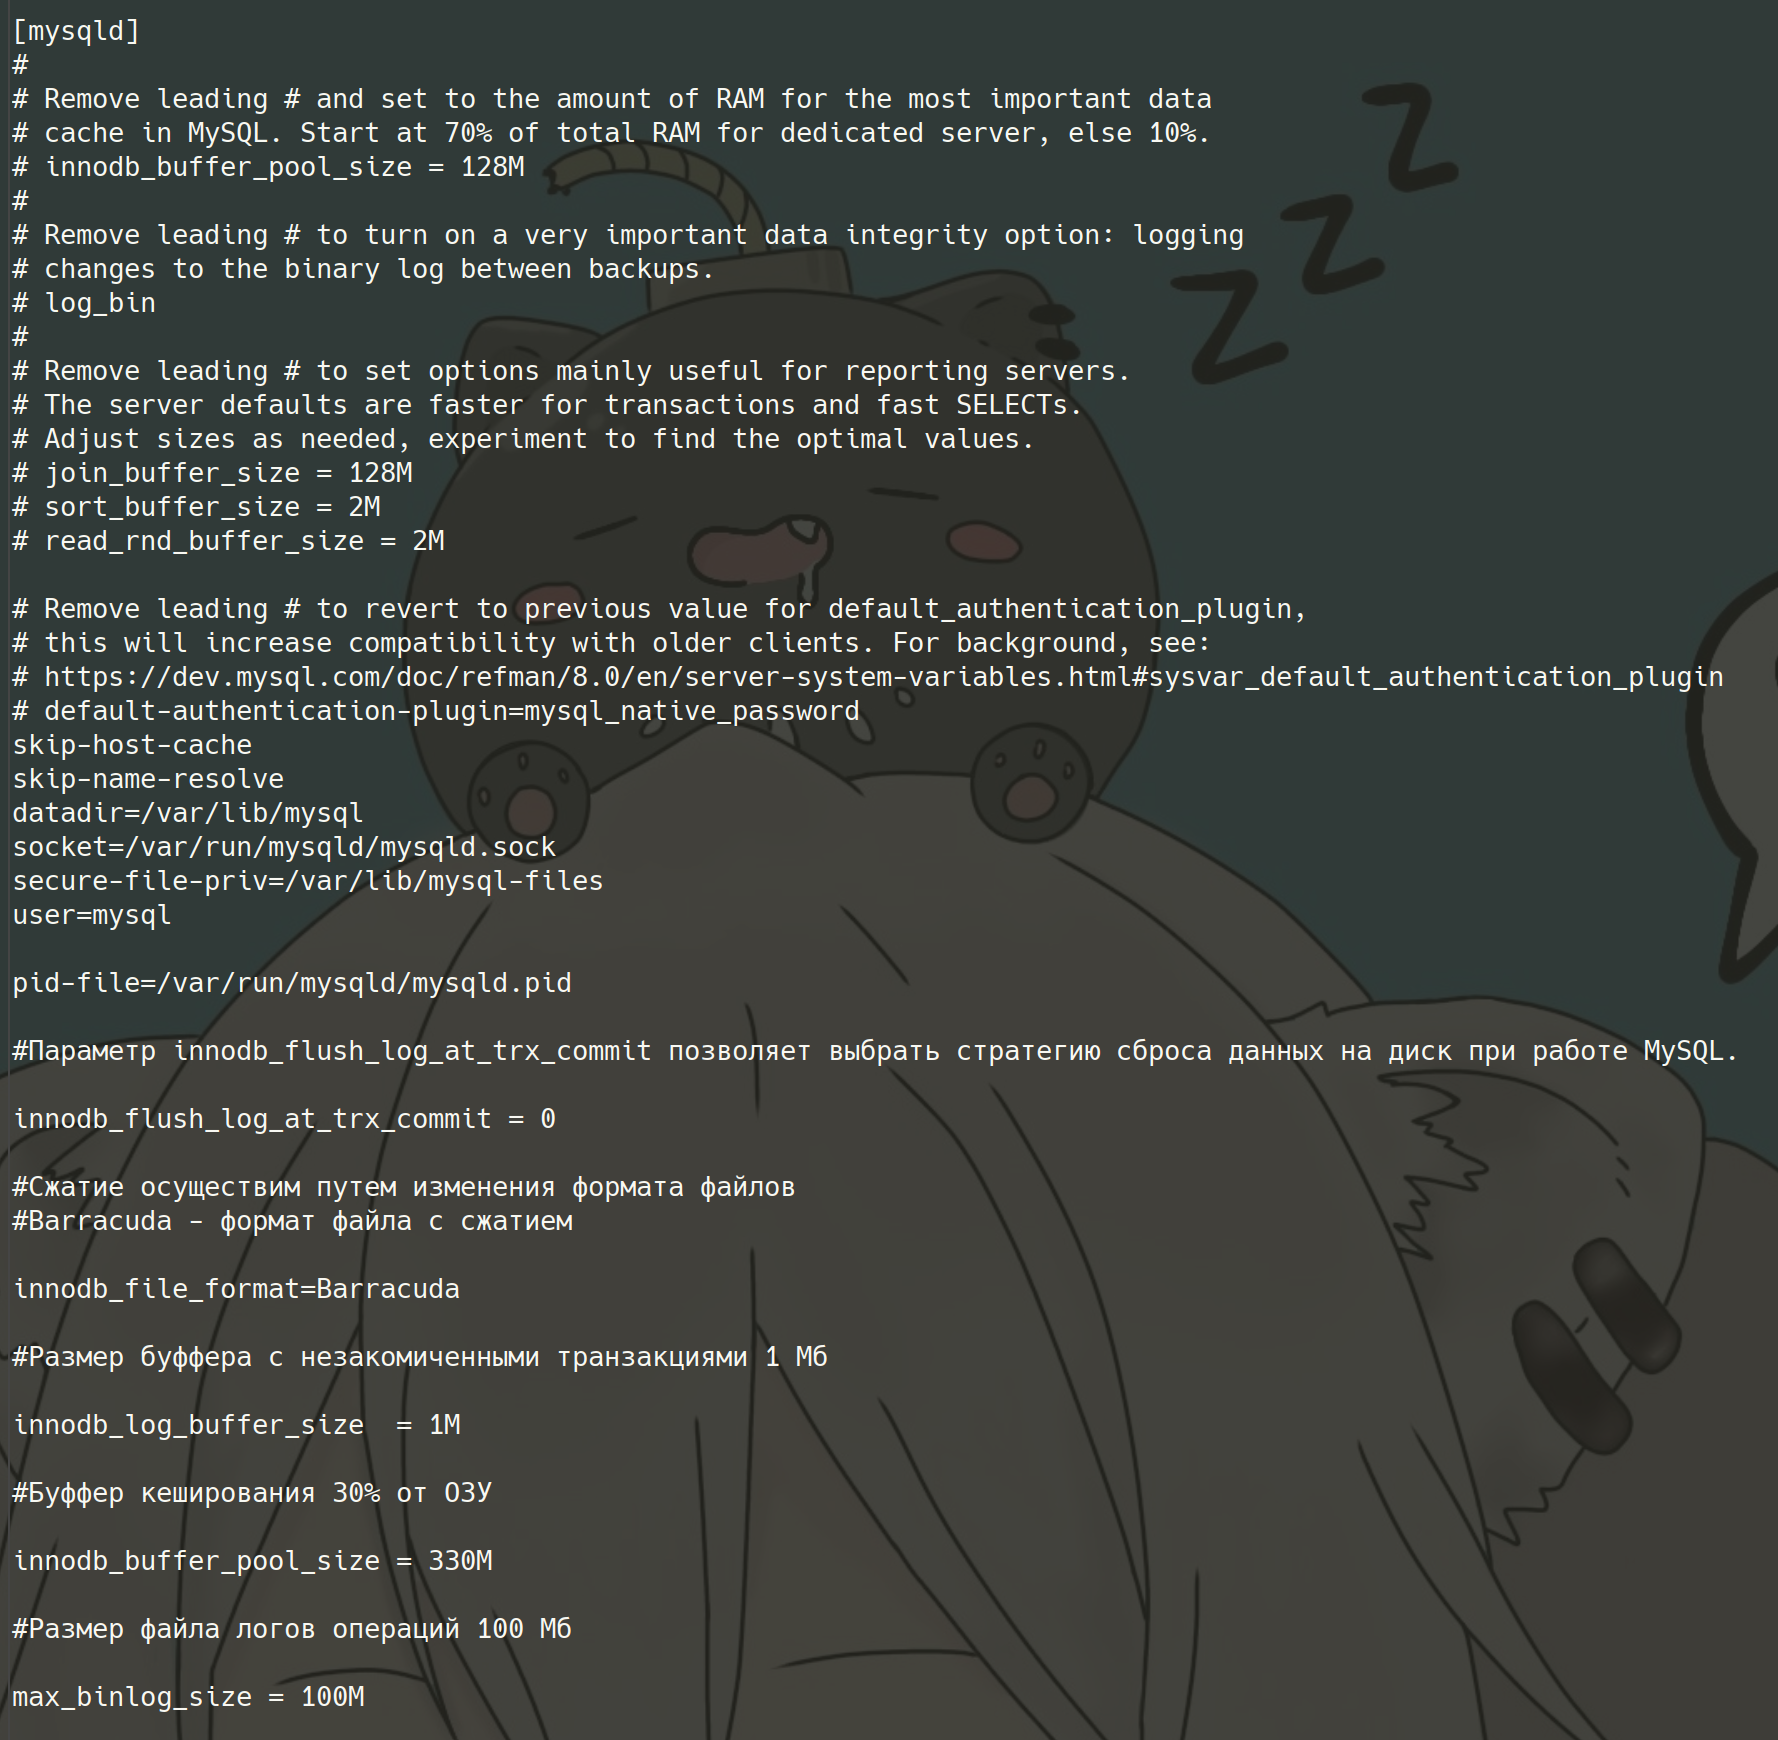 [mysqld]
#
# Remove leading # and set to the amount of RAM for the most important data
# cache in MySQL. Start at 70% of total RAM for dedicated server, else 10%.
# innodb_buffer_pool_size = 128M
#
# Remove leading # to turn on a very important data integrity option: logging
# changes to the binary log between backups.
# log_bin
#
# Remove leading # to set options mainly useful for reporting servers.
# The server defaults are faster for transactions and fast SELECTs.
# Adjust sizes as needed, experiment to find the optimal values.
# join_buffer_size = 128M
# sort_buffer_size = 2M
# read_rnd_buffer_size = 2M
# Remove leading # to revert to previous value for default_authentication_plugin,
# this will increase compatibility with older clients. For background, see:
# https://dev.mysql.com/doc/refman/8.0/en/server-system-variables.html#sysvar_default_authentication_plugin
# default-authentication-plugin=mysql_native_password
skip-host-cache
skip-name-resolve
datadir=/var/lib/mysql
socket=/var/run/mysqld/mysqld.sock
secure-file-priv=/var/lib/mysql-files
user=mysql
pid-file=/var/run/mysqld/mysqld.pid
#Параметр innodb_flush_log_at_trx_commit позволяет выбрать стратегию сброса данных на диск при работе MySQL.
innodb_flush_log_at_trx_commit = 0
#Сжатие осуществим путем изменения формата файлов
#Barracuda - формат файла с сжатием
innodb_file_format=Barracuda
#Размер буффера с незакомиченными транзакциями 1 Мб
innodb_log_buffer_size  = 1M
#Буффер кеширования 30% от ОЗУ
innodb_buffer_pool_size = 330M
#Размер файла логов операций 100 Мб
max_binlog_size = 100M
Z
Z
Z